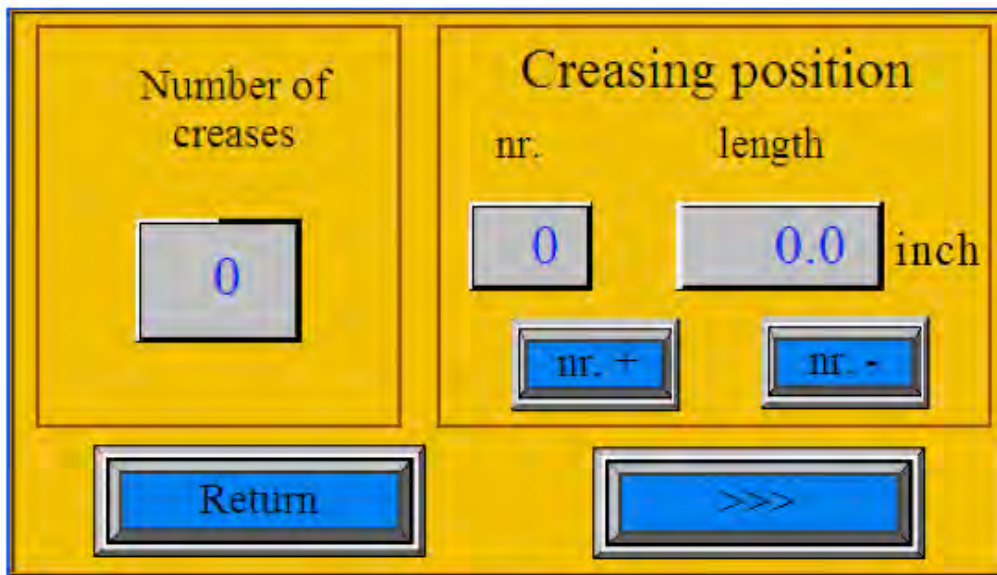 Number of
creases
0
Creasing position
nr. length
0 0.0 inch
nr. + nr. -
Return >>>